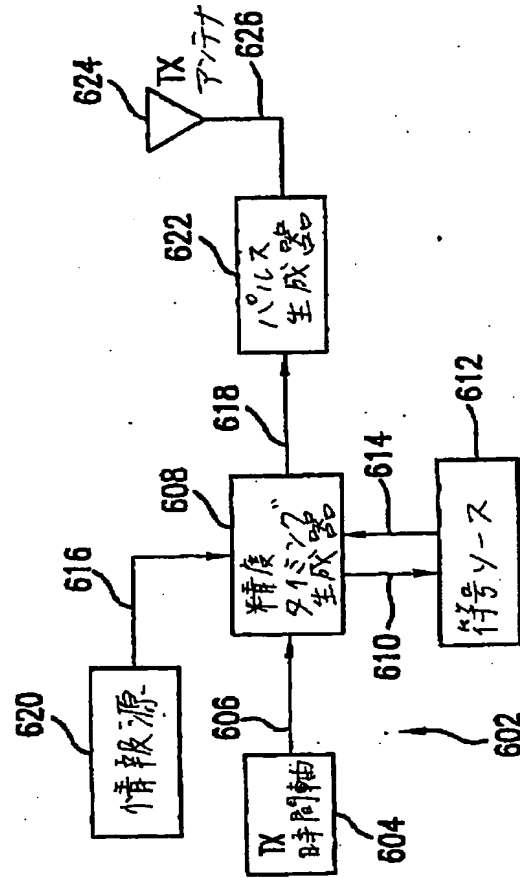 624
TX
アンテナ
626
622
パルス
生成器
618
608
精度
タイミング
生成器
616
620
情報源
606
TX
時間軸
604
610
614
612
符号ソース
602